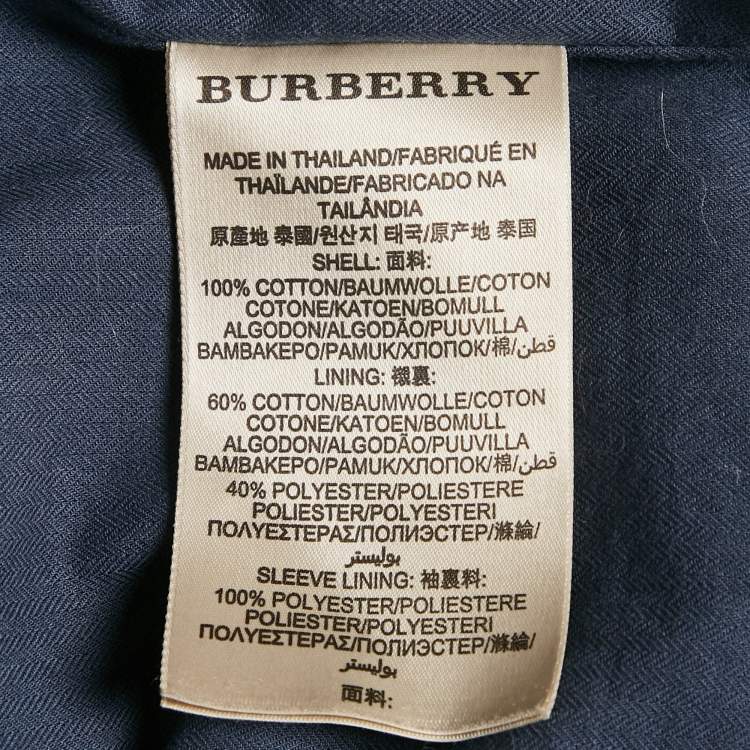 BURBERRY
MADE IN THAILAND/FABRIQUÉ EN
THAÏLANDE/FABRICADO NA
TAILÂNDIA
原產地 泰國/원산지 태국/原产地 泰国
SHELL: 面料:
100% COTTON/BAUMWOLLE/COTON
COTONE/KATOEN/BOMULL
ALGODON/ALGODÃO/PUUVILLA
ΒΑΜΒΑΚΕΡΟ/PAMUK/ХЛОПОК/棉/قطن
LINING: 襯裏:
60% COTTON/BAUMWOLLE/COTON
COTONE/KATOEN/BOMULL
ALGODON/ALGODÃO/PUUVILLA
ΒΑΜΒΑΚΕΡΟ/PAMUK/ХЛОПОК/棉/قطن
40% POLYESTER/POLIESTERE
POLIESTER/POLYESTERI
ΠΟΛΥΕΣΤΕΡΑΣ/ПОЛИЭСТЕР/滌綸/
بوليستر
SLEEVE LINING: 袖裏料:
100% POLYESTER/POLIESTERE
POLIESTER/POLYESTERI
ΠΟΛΥΕΣΤΕΡΑΣ/ПОЛИЭСТЕР/滌綸/
بوليستر
面料: